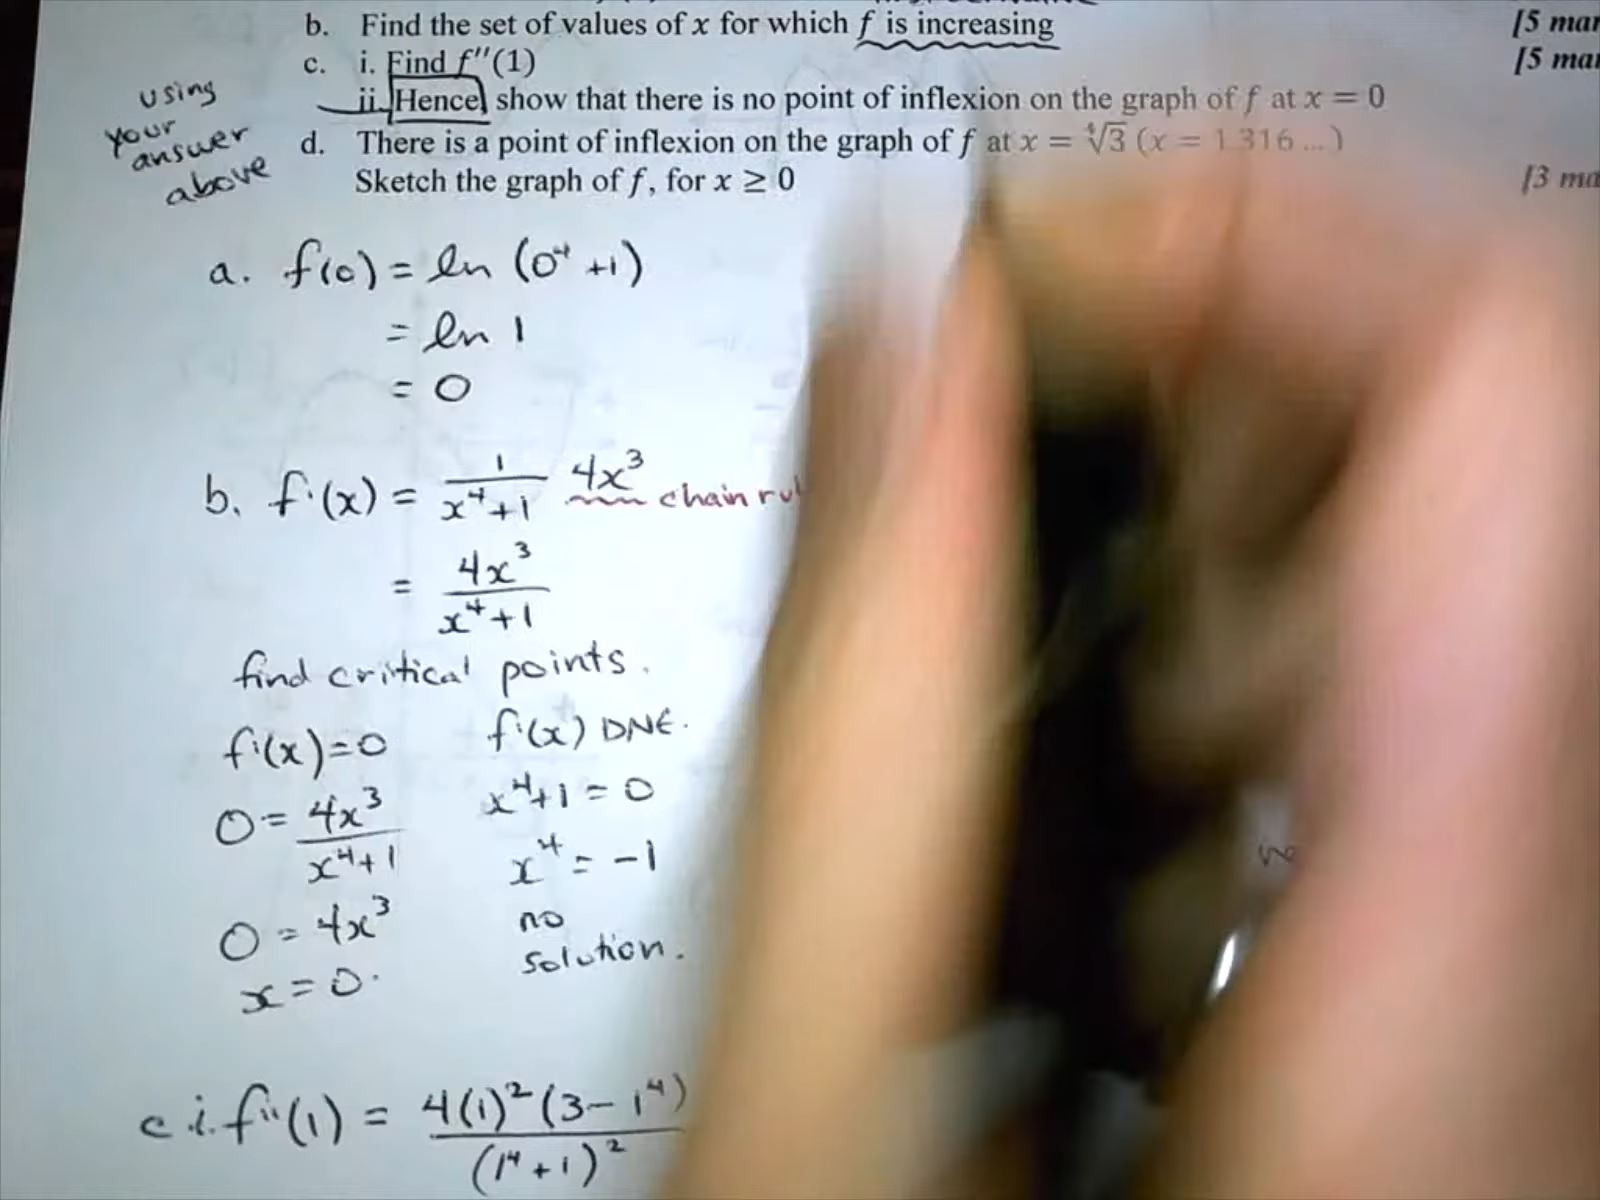 b. Find the set of values of x for which f is increasing [5 mar
c. i. Find f''(1) [5 mar
ii. Hence show that there is no point of inflexion on the graph of f at x = 0
d. There is a point of inflexion on the graph of f at x = ∜3 (x = 1.316 ... )
Sketch the graph of f, for x ≥ 0 [3 ma
using
your
answer
above
a. f(0) = ln (0⁴ +1)
= ln 1
= 0
b. f'(x) = 1/(x⁴+1) 4x³ chain rul
= 4x³/(x⁴+1)
find critical points.
f'(x)=0 f'(x) DNE.
0 = 4x³/(x⁴+1) x⁴+1 = 0
x⁴ = -1
0 = 4x³ no
x = 0. solution.
c i. f''(1) = 4(1)²(3-1⁴)/(1⁴+1)²